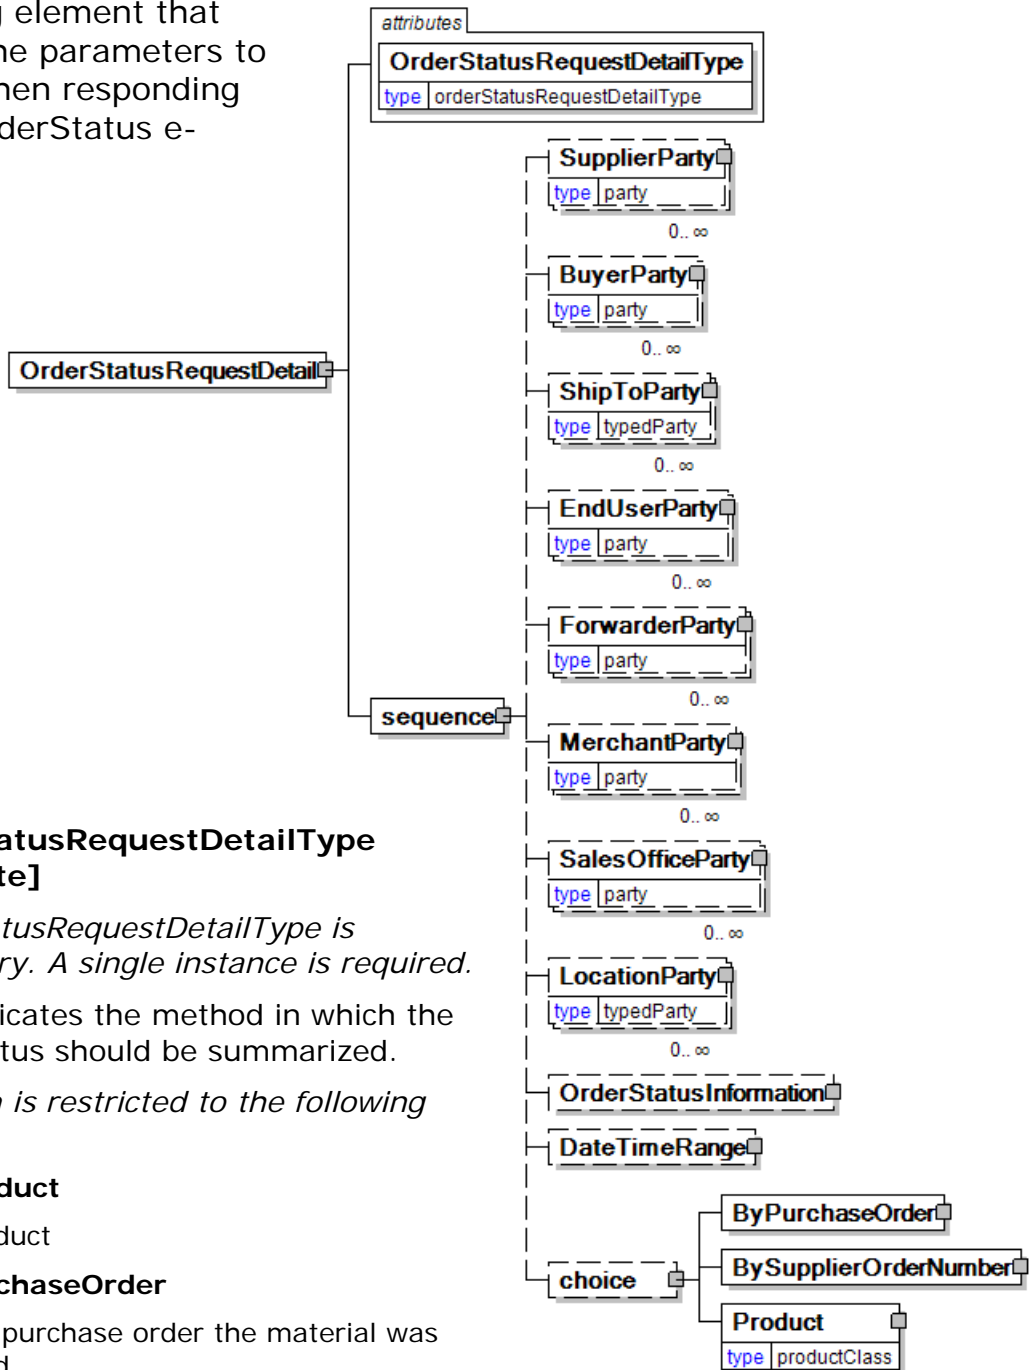 g element that
ne parameters to
hen responding
derStatus e-
attributes
OrderStatusRequestDetailType
type orderStatusRequestDetailType
SupplierParty
type party
0.. ∞
BuyerParty
type party
0.. ∞
OrderStatusRequestDetail
ShipToParty
type typedParty
0.. ∞
EndUserParty
type party
0.. ∞
ForwarderParty
type party
0.. ∞
sequence
MerchantParty
type party
0.. ∞
SalesOfficeParty
type party
0.. ∞
LocationParty
type typedParty
0.. ∞
OrderStatusInformation
DateTimeRange
choice
ByPurchaseOrder
BySupplierOrderNumber
Product
type productClass
atusRequestDetailType
te]
tusRequestDetailType is
ry. A single instance is required.
licates the method in which the
tus should be summarized.
n is restricted to the following
duct
duct
chaseOrder
purchase order the material was